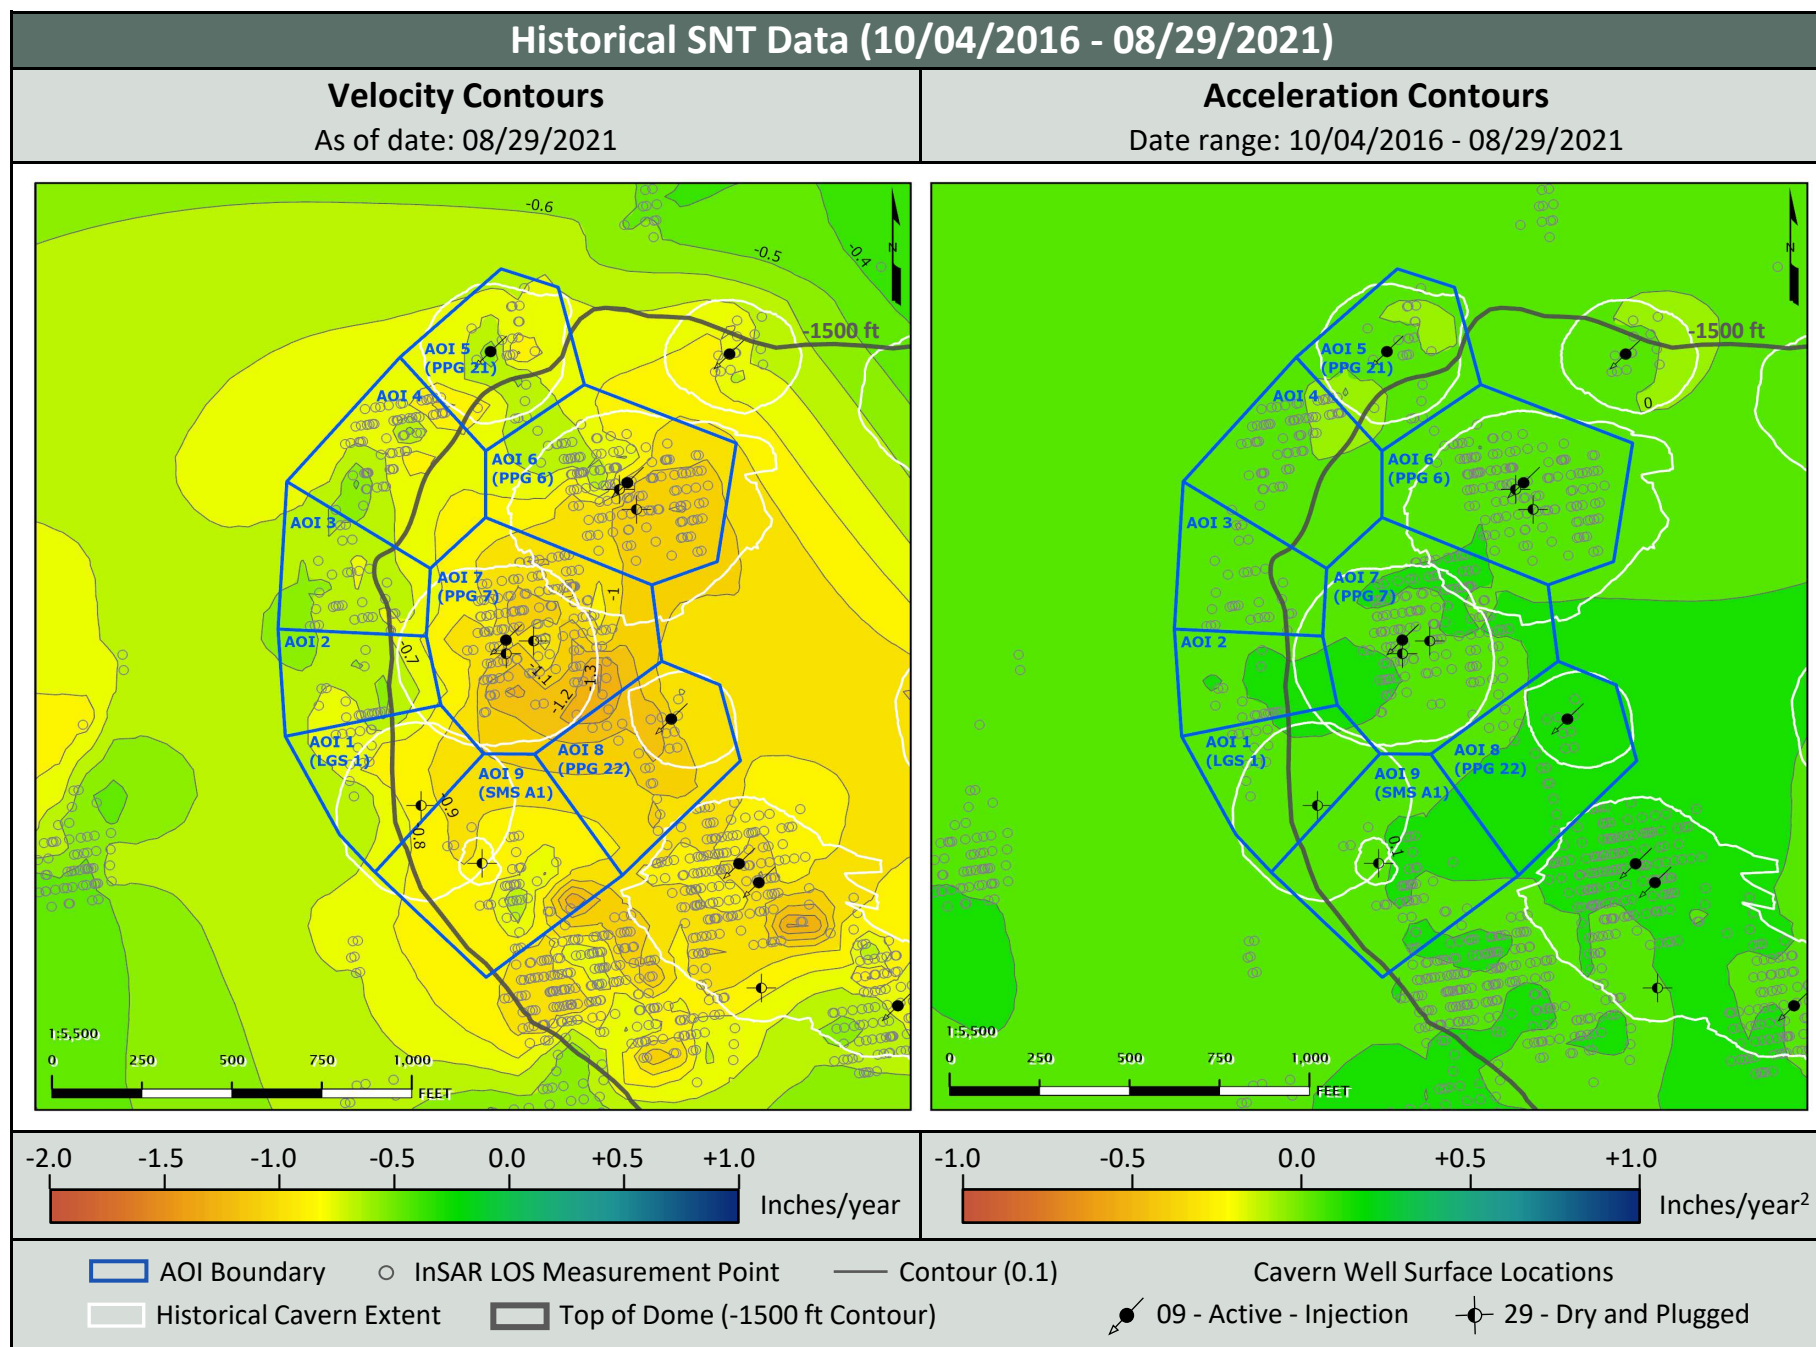 Historical SNT Data (10/04/2016 - 08/29/2021)
Velocity Contours
As of date: 08/29/2021
Acceleration Contours
Date range: 10/04/2016 - 08/29/2021
-0.6
-0.5
-0.4
N
-1500 ft
AOI 5
(PPG 21)
AOI 4
AOI 6
(PPG 6)
AOI 3
AOI 7
(PPG 7)
-1
AOI 2
-0.7
-1.1
-1.2
-1.3
AOI 1
(LGS 1)
AOI 8
(PPG 22)
AOI 9
(SMS A1)
-0.9
-0.8
1:5,500
0 250 500 750 1,000
FEET
N
-1500 ft
AOI 5
(PPG 21)
AOI 4
0
AOI 6
(PPG 6)
AOI 3
AOI 7
(PPG 7)
AOI 2
AOI 1
(LGS 1)
AOI 8
(PPG 22)
AOI 9
(SMS A1)
0.1
1:5,500
0 250 500 750 1,000
FEET
-2.0 -1.5 -1.0 -0.5 0.0 +0.5 +1.0
Inches/year
-1.0 -0.5 0.0 +0.5 +1.0
Inches/year²
AOI Boundary
InSAR LOS Measurement Point
Contour (0.1)
Cavern Well Surface Locations
Historical Cavern Extent
Top of Dome (-1500 ft Contour)
09 - Active - Injection
29 - Dry and Plugged